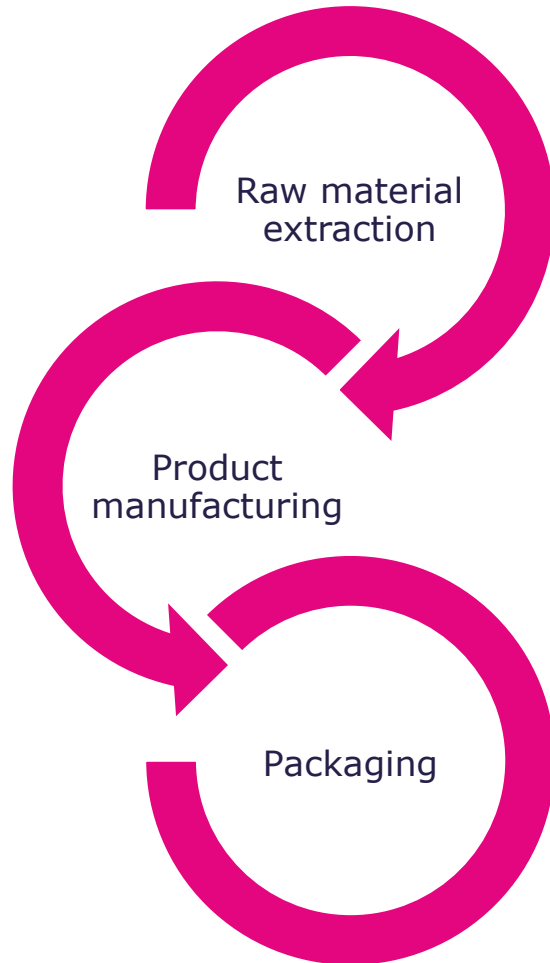 Raw material
extraction
Product
manufacturing
Packaging